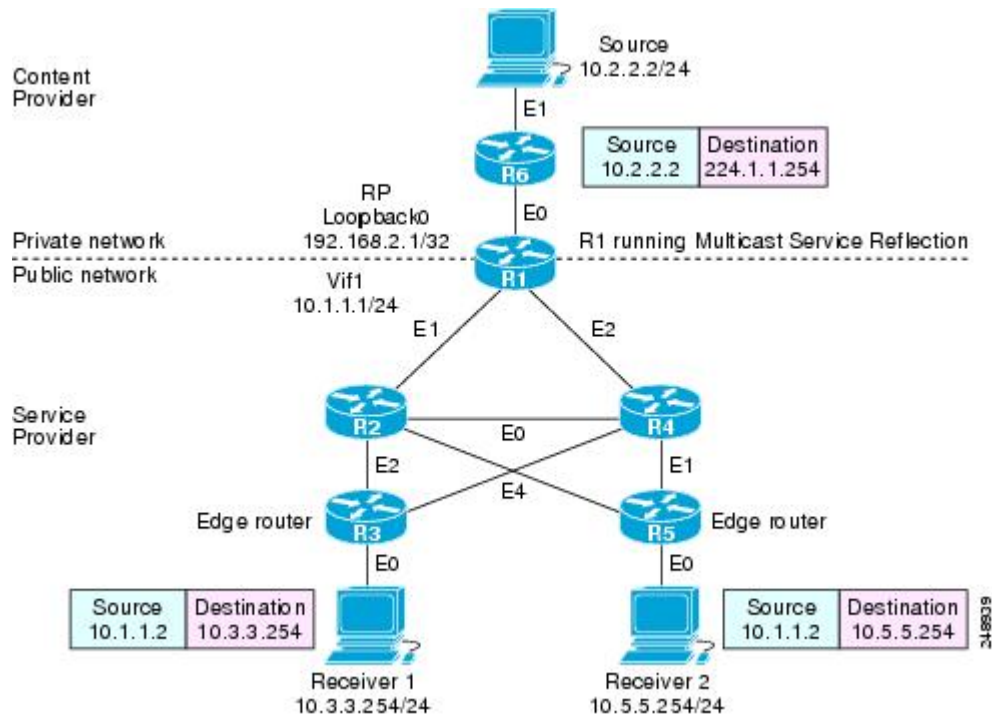 Source
10.2.2.2/24
Content
Provider
E1
R6
Source
10.2.2.2
Destination
224.1.1.254
RP
Loopback0
192.168.2.1/32
E0
Private network
R1 running Multicast Service Reflection
Public network
R1
Vif1
10.1.1.1/24
E1
E2
Service
Provider
R2
R4
E0
E2
E1
E4
Edge router
R3
R5
Edge router
E0
E0
Source
10.1.1.2
Destination
10.3.3.254
Source
10.1.1.2
Destination
10.5.5.254
248939
Receiver 1
10.3.3.254/24
Receiver 2
10.5.5.254/24